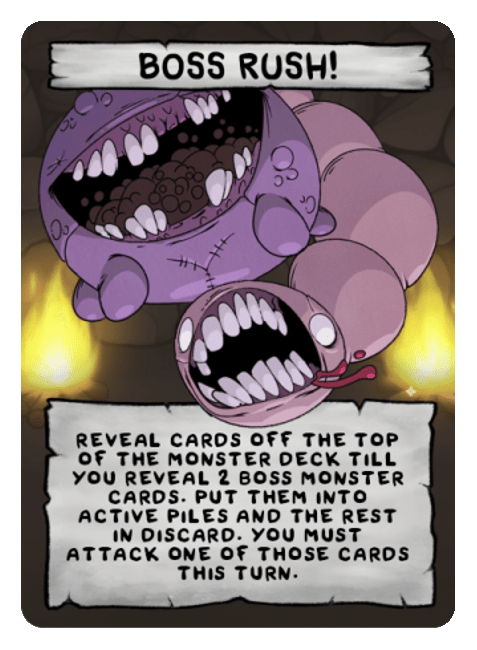 BOSS RUSH!
REVEAL CARDS OFF THE TOP
OF THE MONSTER DECK TILL
YOU REVEAL 2 BOSS MONSTER
CARDS. PUT THEM INTO
ACTIVE PILES AND THE REST
IN DISCARD. YOU MUST
ATTACK ONE OF THOSE CARDS
THIS TURN.